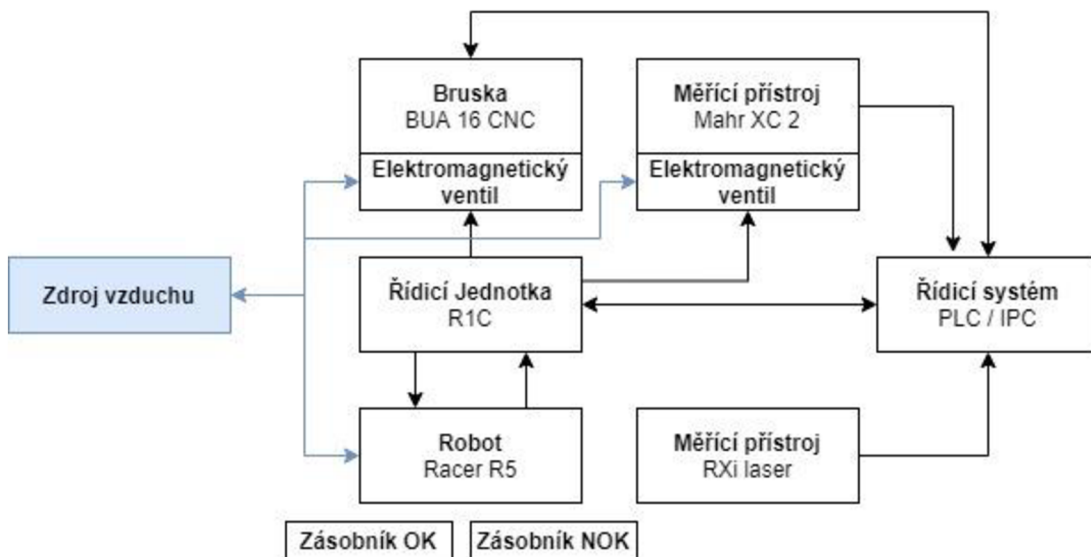 Bruska
BUA 16 CNC
Elektromagnetický
ventil
Měřící přístroj
Mahr XC 2
Elektromagnetický
ventil
Zdroj vzduchu
Řídicí Jednotka
R1C
Řídicí systém
PLC / IPC
Robot
Racer R5
Měřící přístroj
RXi laser
Zásobník OK
Zásobník NOK